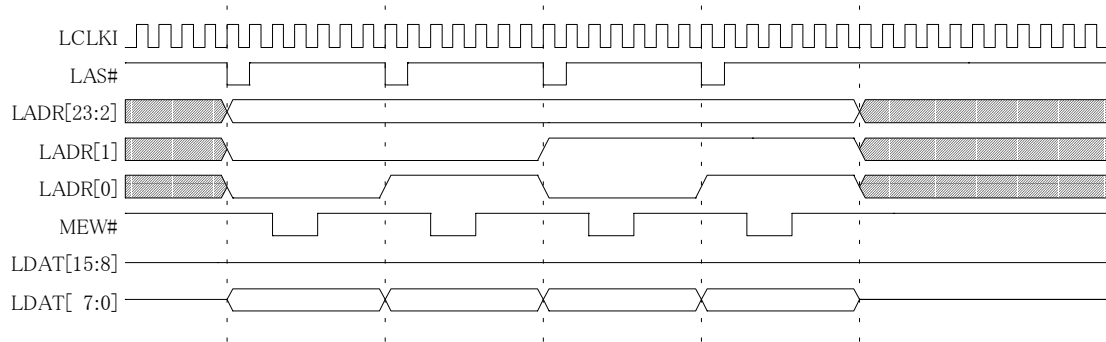 LCLKI
LAS#
LADR[23:2]
LADR[1]
LADR[0]
MEW#
LDAT[15:8]
LDAT[ 7:0]